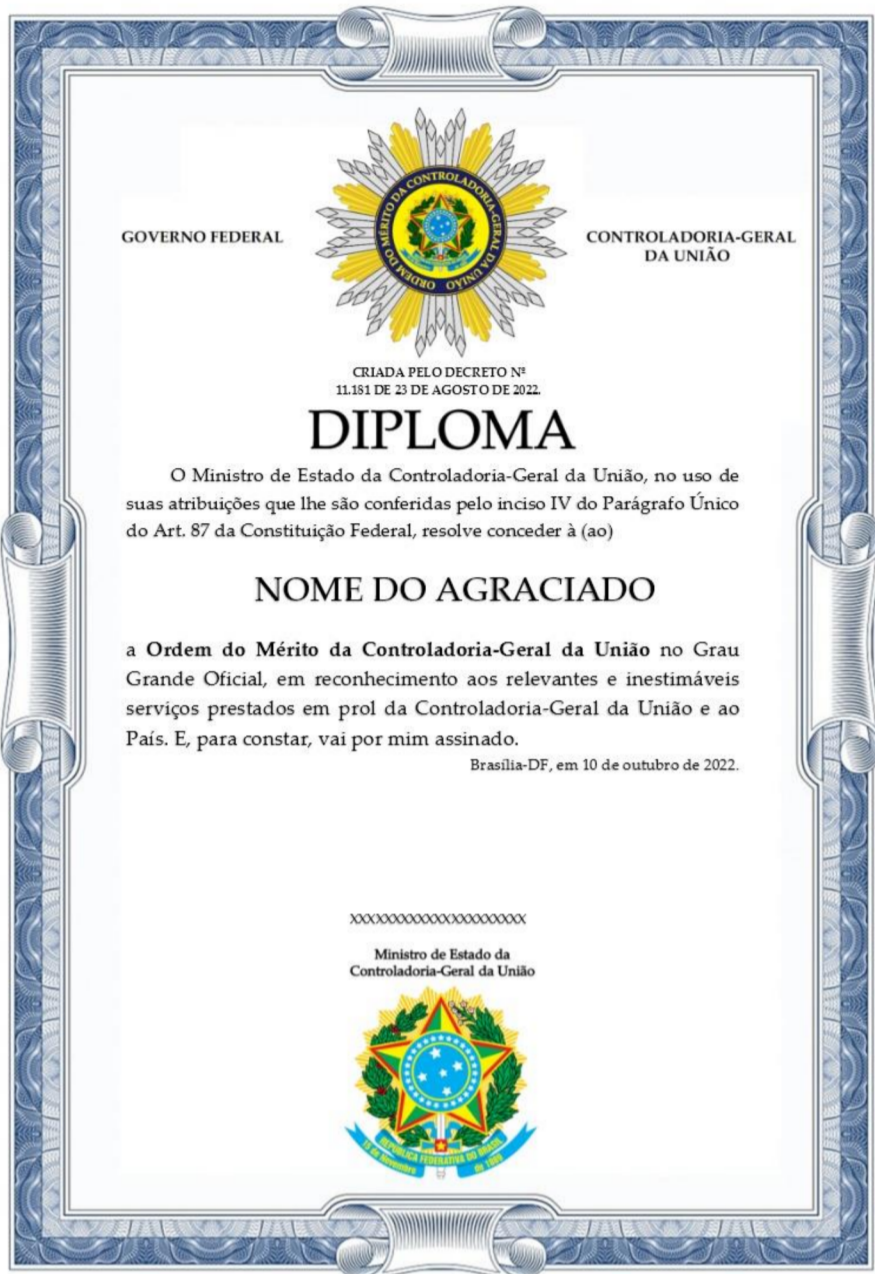 ORDEM DO MÉRITO DA CONTROLADORIA-GERAL DA UNIÃO
GOVERNO FEDERAL
CONTROLADORIA-GERAL
DA UNIÃO
CRIADA PELO DECRETO Nº
11.181 DE 23 DE AGOSTO DE 2022.
DIPLOMA
O Ministro de Estado da Controladoria-Geral da União, no uso de
suas atribuições que lhe são conferidas pelo inciso IV do Parágrafo Único
do Art. 87 da Constituição Federal, resolve conceder à (ao)
NOME DO AGRACIADO
a Ordem do Mérito da Controladoria-Geral da União no Grau
Grande Oficial, em reconhecimento aos relevantes e inestimáveis
serviços prestados em prol da Controladoria-Geral da União e ao
País. E, para constar, vai por mim assinado.
Brasília-DF, em 10 de outubro de 2022.
xxxxxxxxxxxxxxxxxxxxx
Ministro de Estado da
Controladoria-Geral da União
REPÚBLICA FEDERATIVA DO BRASIL
15 de Novembro de 1889